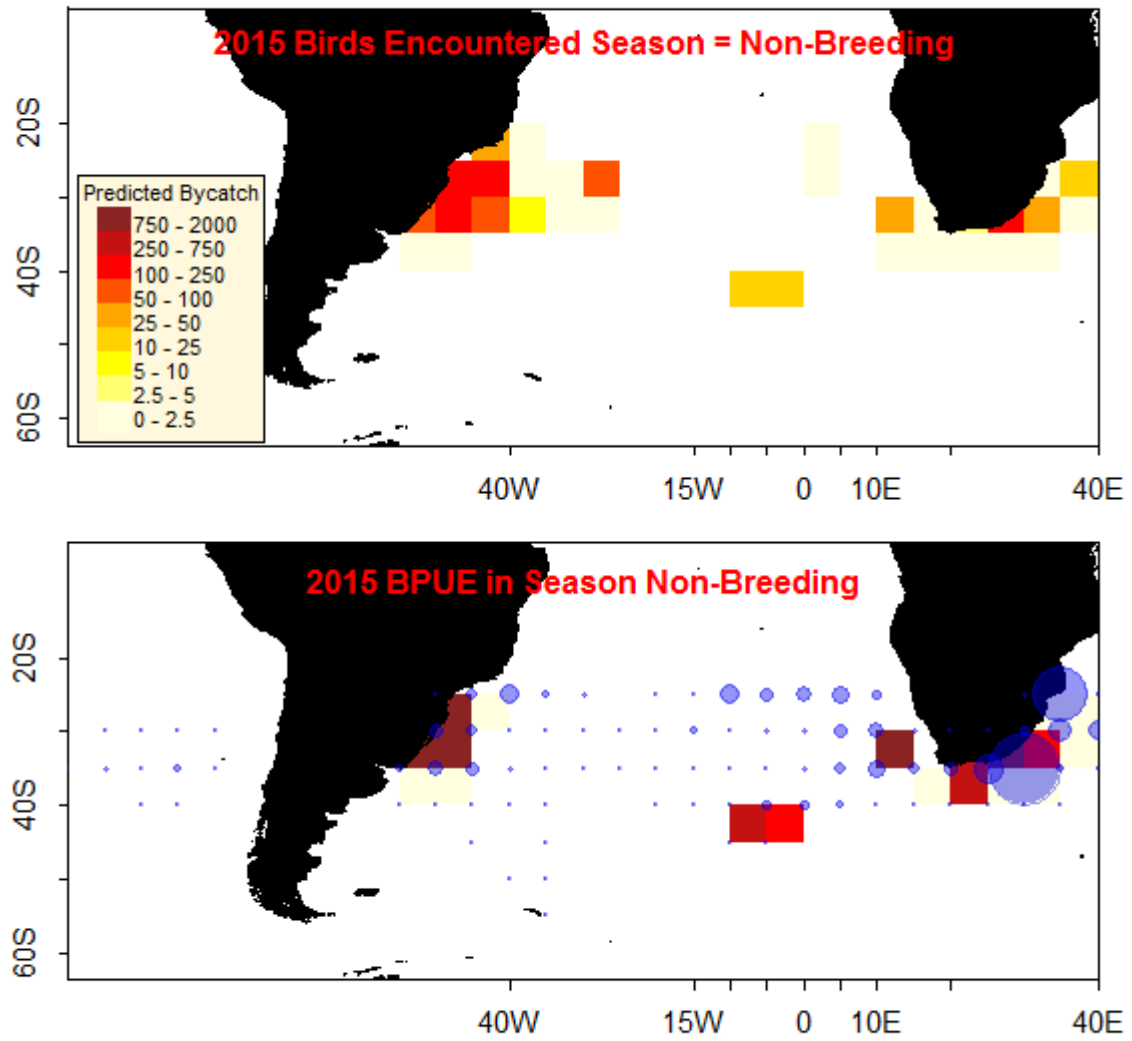 2015 Birds Encountered Season = Non-Breeding
20S
40S
60S
Predicted Bycatch
750 - 2000
250 - 750
100 - 250
50 - 100
25 - 50
10 - 25
5 - 10
2.5 - 5
0 - 2.5
40W 15W 0 10E 40E
2015 BPUE in Season Non-Breeding
20S
40S
60S
40W 15W 0 10E 40E